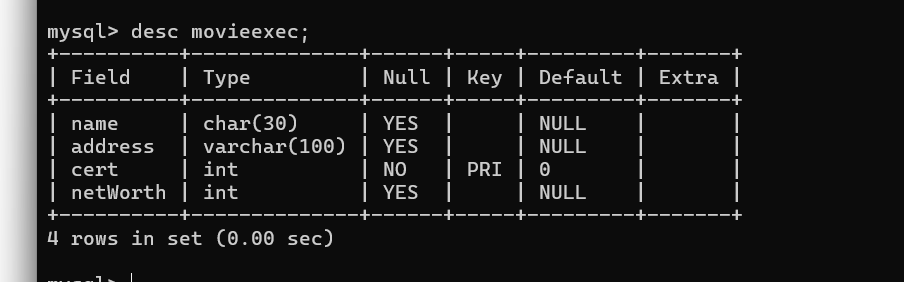 mysql> desc movieexec;
+----------+--------------+------+-----+---------+-------+
| Field    | Type         | Null | Key | Default | Extra |
+----------+--------------+------+-----+---------+-------+
| name     | char(30)     | YES  |     | NULL    |       |
| address  | varchar(100) | YES  |     | NULL    |       |
| cert     | int          | NO   | PRI | 0       |       |
| netWorth | int          | YES  |     | NULL    |       |
+----------+--------------+------+-----+---------+-------+
4 rows in set (0.00 sec)
mysql>